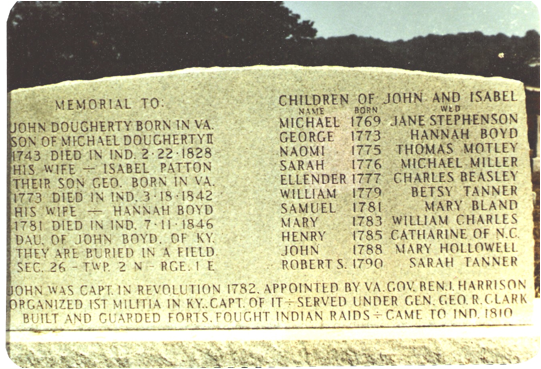 MEMORIAL TO.
JOHN DOUGHERTY BORN IN VA.
SON OF MICHAEL DOUGHERTY II
1743 DIED IN IND. 2·22·1828
HIS WIFE — ISABEL PATTON
THEIR SON GEO. BORN IN VA.
1773 DIED IN IND. 3·18·1842
HIS WIFE — HANNAH BOYD
1781 DIED IN IND. 7·11·1846
DAU. OF JOHN BOYD, OF KY.
THEY ARE BURIED IN A FIELD.
SEC. 26 - TWP. 2 N - RGE. 1 E
CHILDREN OF JOHN AND ISABEL
NAME BORN WED
MICHAEL 1769 JANE STEPHENSON
GEORGE 1773 HANNAH BOYD
NAOMI 1775 THOMAS MOTLEY
SARAH 1776 MICHAEL MILLER
ELLENDER 1777 CHARLES BEASLEY
WILLIAM 1779 BETSY TANNER
SAMUEL 1781 MARY BLAND
MARY 1783 WILLIAM CHARLES
HENRY 1785 CATHARINE OF N.C.
JOHN 1788 MARY HOLLOWELL
ROBERT S. 1790 SARAH TANNER
JOHN WAS CAPT. IN REVOLUTION 1782, APPOINTED BY VA. GOV. BENJ. HARRISON
ORGANIZED 1ST MILITIA IN KY., CAPT. OF IT ÷ SERVED UNDER GEN. GEO. R. CLARK
BUILT AND GUARDED FORTS, FOUGHT INDIAN RAIDS ÷ CAME TO IND. 1810